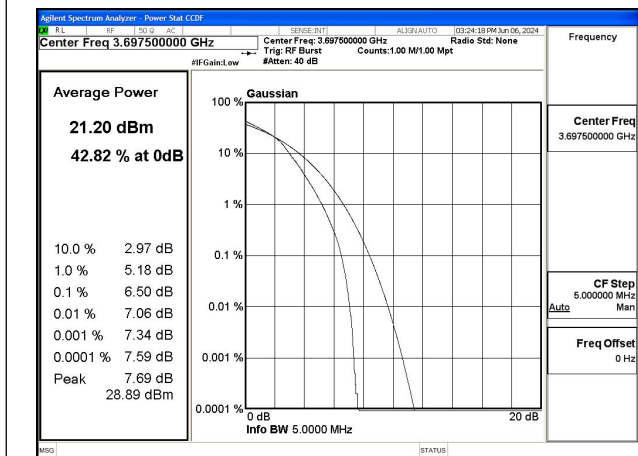 Agilent Spectrum Analyzer - Power Stat CCDF
RL RF 50 Ω AC SENSE:INT ALIGN AUTO 03:24:18 PM Jun 06, 2024
Center Freq 3.697500000 GHz
Center Freq: 3.697500000 GHz Radio Std: None
Trig: RF Burst Counts:1.00 M/1.00 Mpt
#IFGain:Low #Atten: 40 dB
Frequency
Average Power
21.20 dBm
42.82 % at 0dB
10.0 % 2.97 dB
1.0 % 5.18 dB
0.1 % 6.50 dB
0.01 % 7.06 dB
0.001 % 7.34 dB
0.0001 % 7.59 dB
Peak 7.69 dB
28.89 dBm
Gaussian
100 %
10 %
1 %
0.1 %
0.01 %
0.001 %
0.0001 %
0 dB 20 dB
Info BW 5.0000 MHz
Center Freq
3.697500000 GHz
CF Step
5.000000 MHz
Auto Man
Freq Offset
0 Hz
MSG STATUS